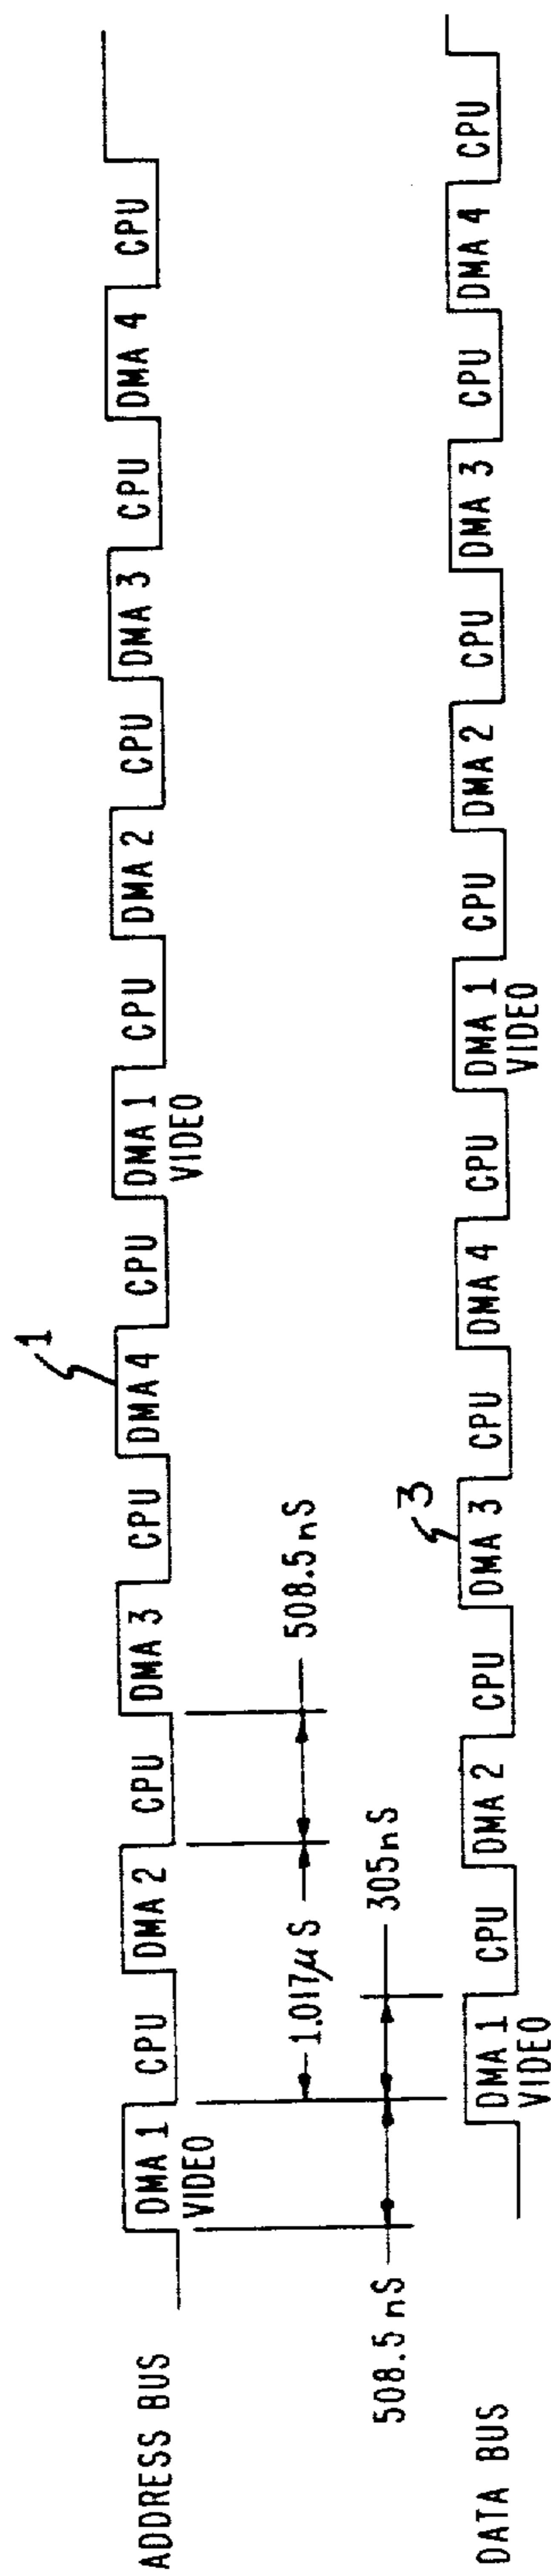 ADDRESS BUS
DMA 1 VIDEO CPU DMA 2 CPU DMA 3 CPU DMA 4 CPU DMA 1 VIDEO CPU DMA 2 CPU DMA 3 CPU DMA 4 CPU
1
508.5 nS
1.017μS
305nS
508.5 nS
3
DATA BUS
DMA 1 VIDEO CPU DMA 2 CPU DMA 3 CPU DMA 4 CPU DMA 1 VIDEO CPU DMA 2 CPU DMA 3 CPU DMA 4 CPU